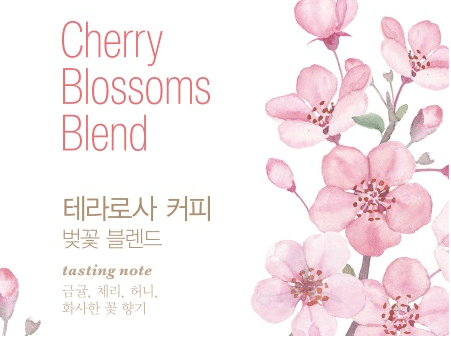 Cherry
Blossoms
Blend
테라로사 커피
벚꽃 블렌드
tasting note
금귤, 체리, 허니,
화사한 꽃 향기